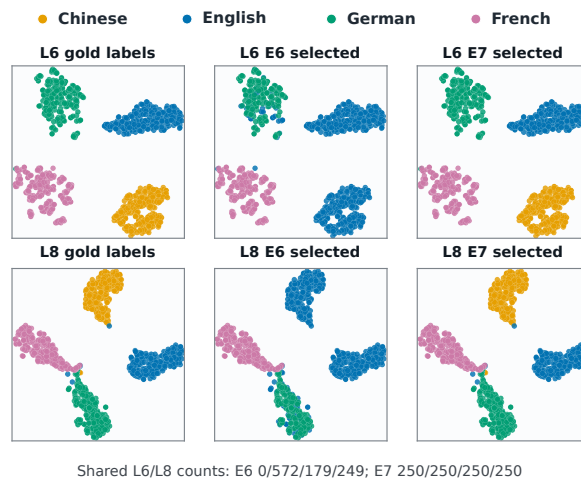 Chinese English German French
L6 gold labels L6 E6 selected L6 E7 selected
L8 gold labels L8 E6 selected L8 E7 selected
Shared L6/L8 counts: E6 0/572/179/249; E7 250/250/250/250